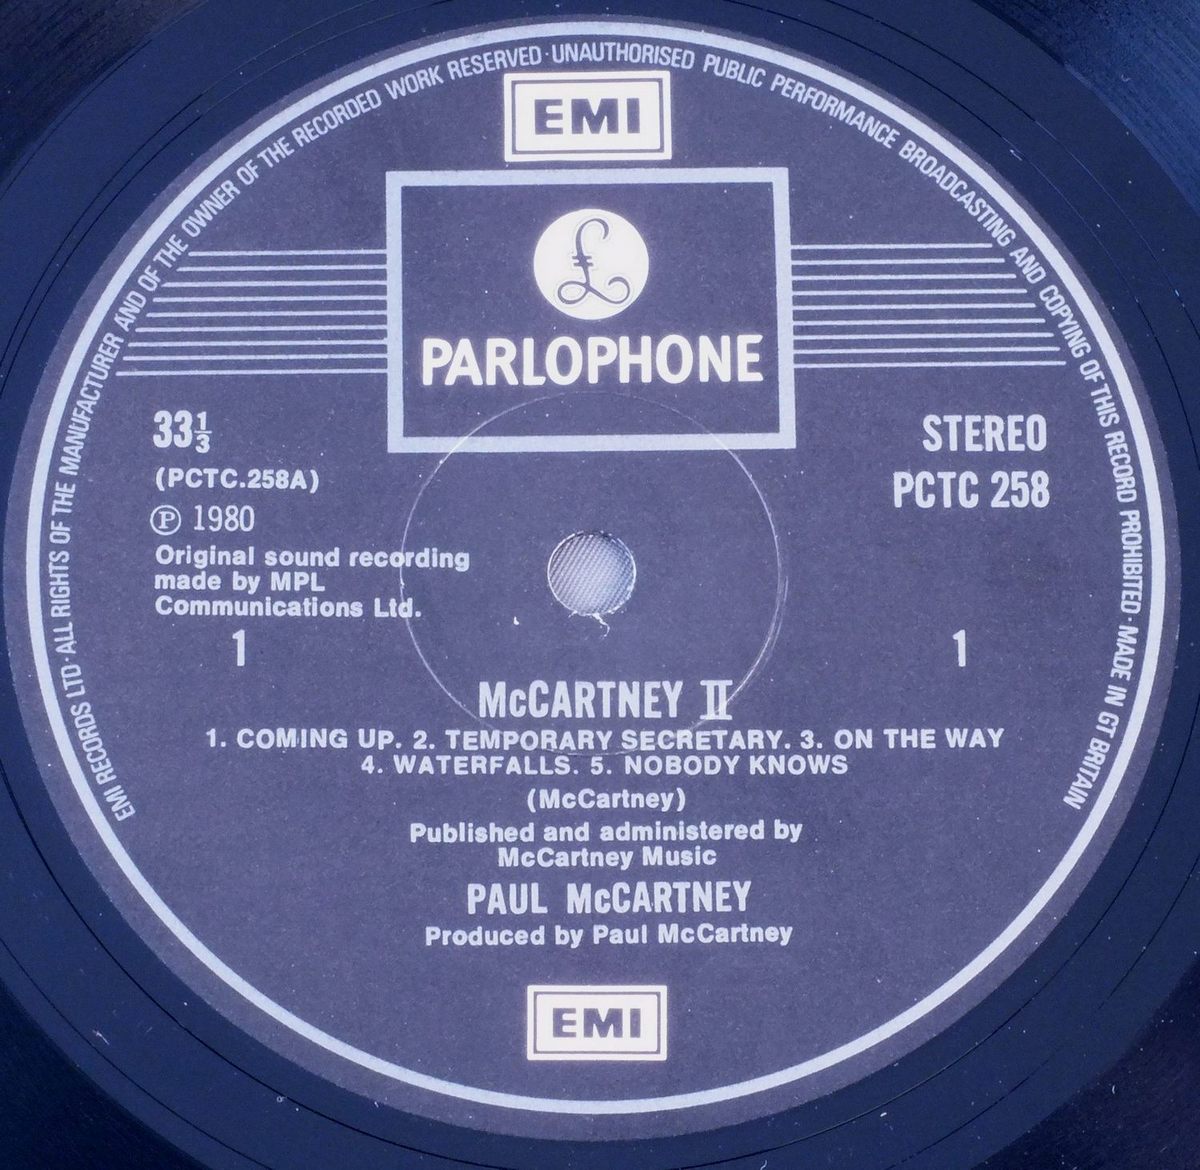 EMI RECORDS LTD·ALL RIGHTS OF THE MANUFACTURER AND OF THE OWNER OF THE RECORDED WORK RESERVED·UNAUTHORISED PUBLIC PERFORMANCE BROADCASTING AND COPYING OF THIS RECORD PROHIBITED·MADE IN GT BRITAIN
EMI
£
PARLOPHONE
33⅓
STEREO
(PCTC.258A)
PCTC 258
℗ 1980
Original sound recording
made by MPL
Communications Ltd.
1
1
McCARTNEY II
1. COMING UP. 2. TEMPORARY SECRETARY. 3. ON THE WAY
4. WATERFALLS. 5. NOBODY KNOWS
(McCartney)
Published and administered by
McCartney Music
PAUL McCARTNEY
Produced by Paul McCartney
EMI